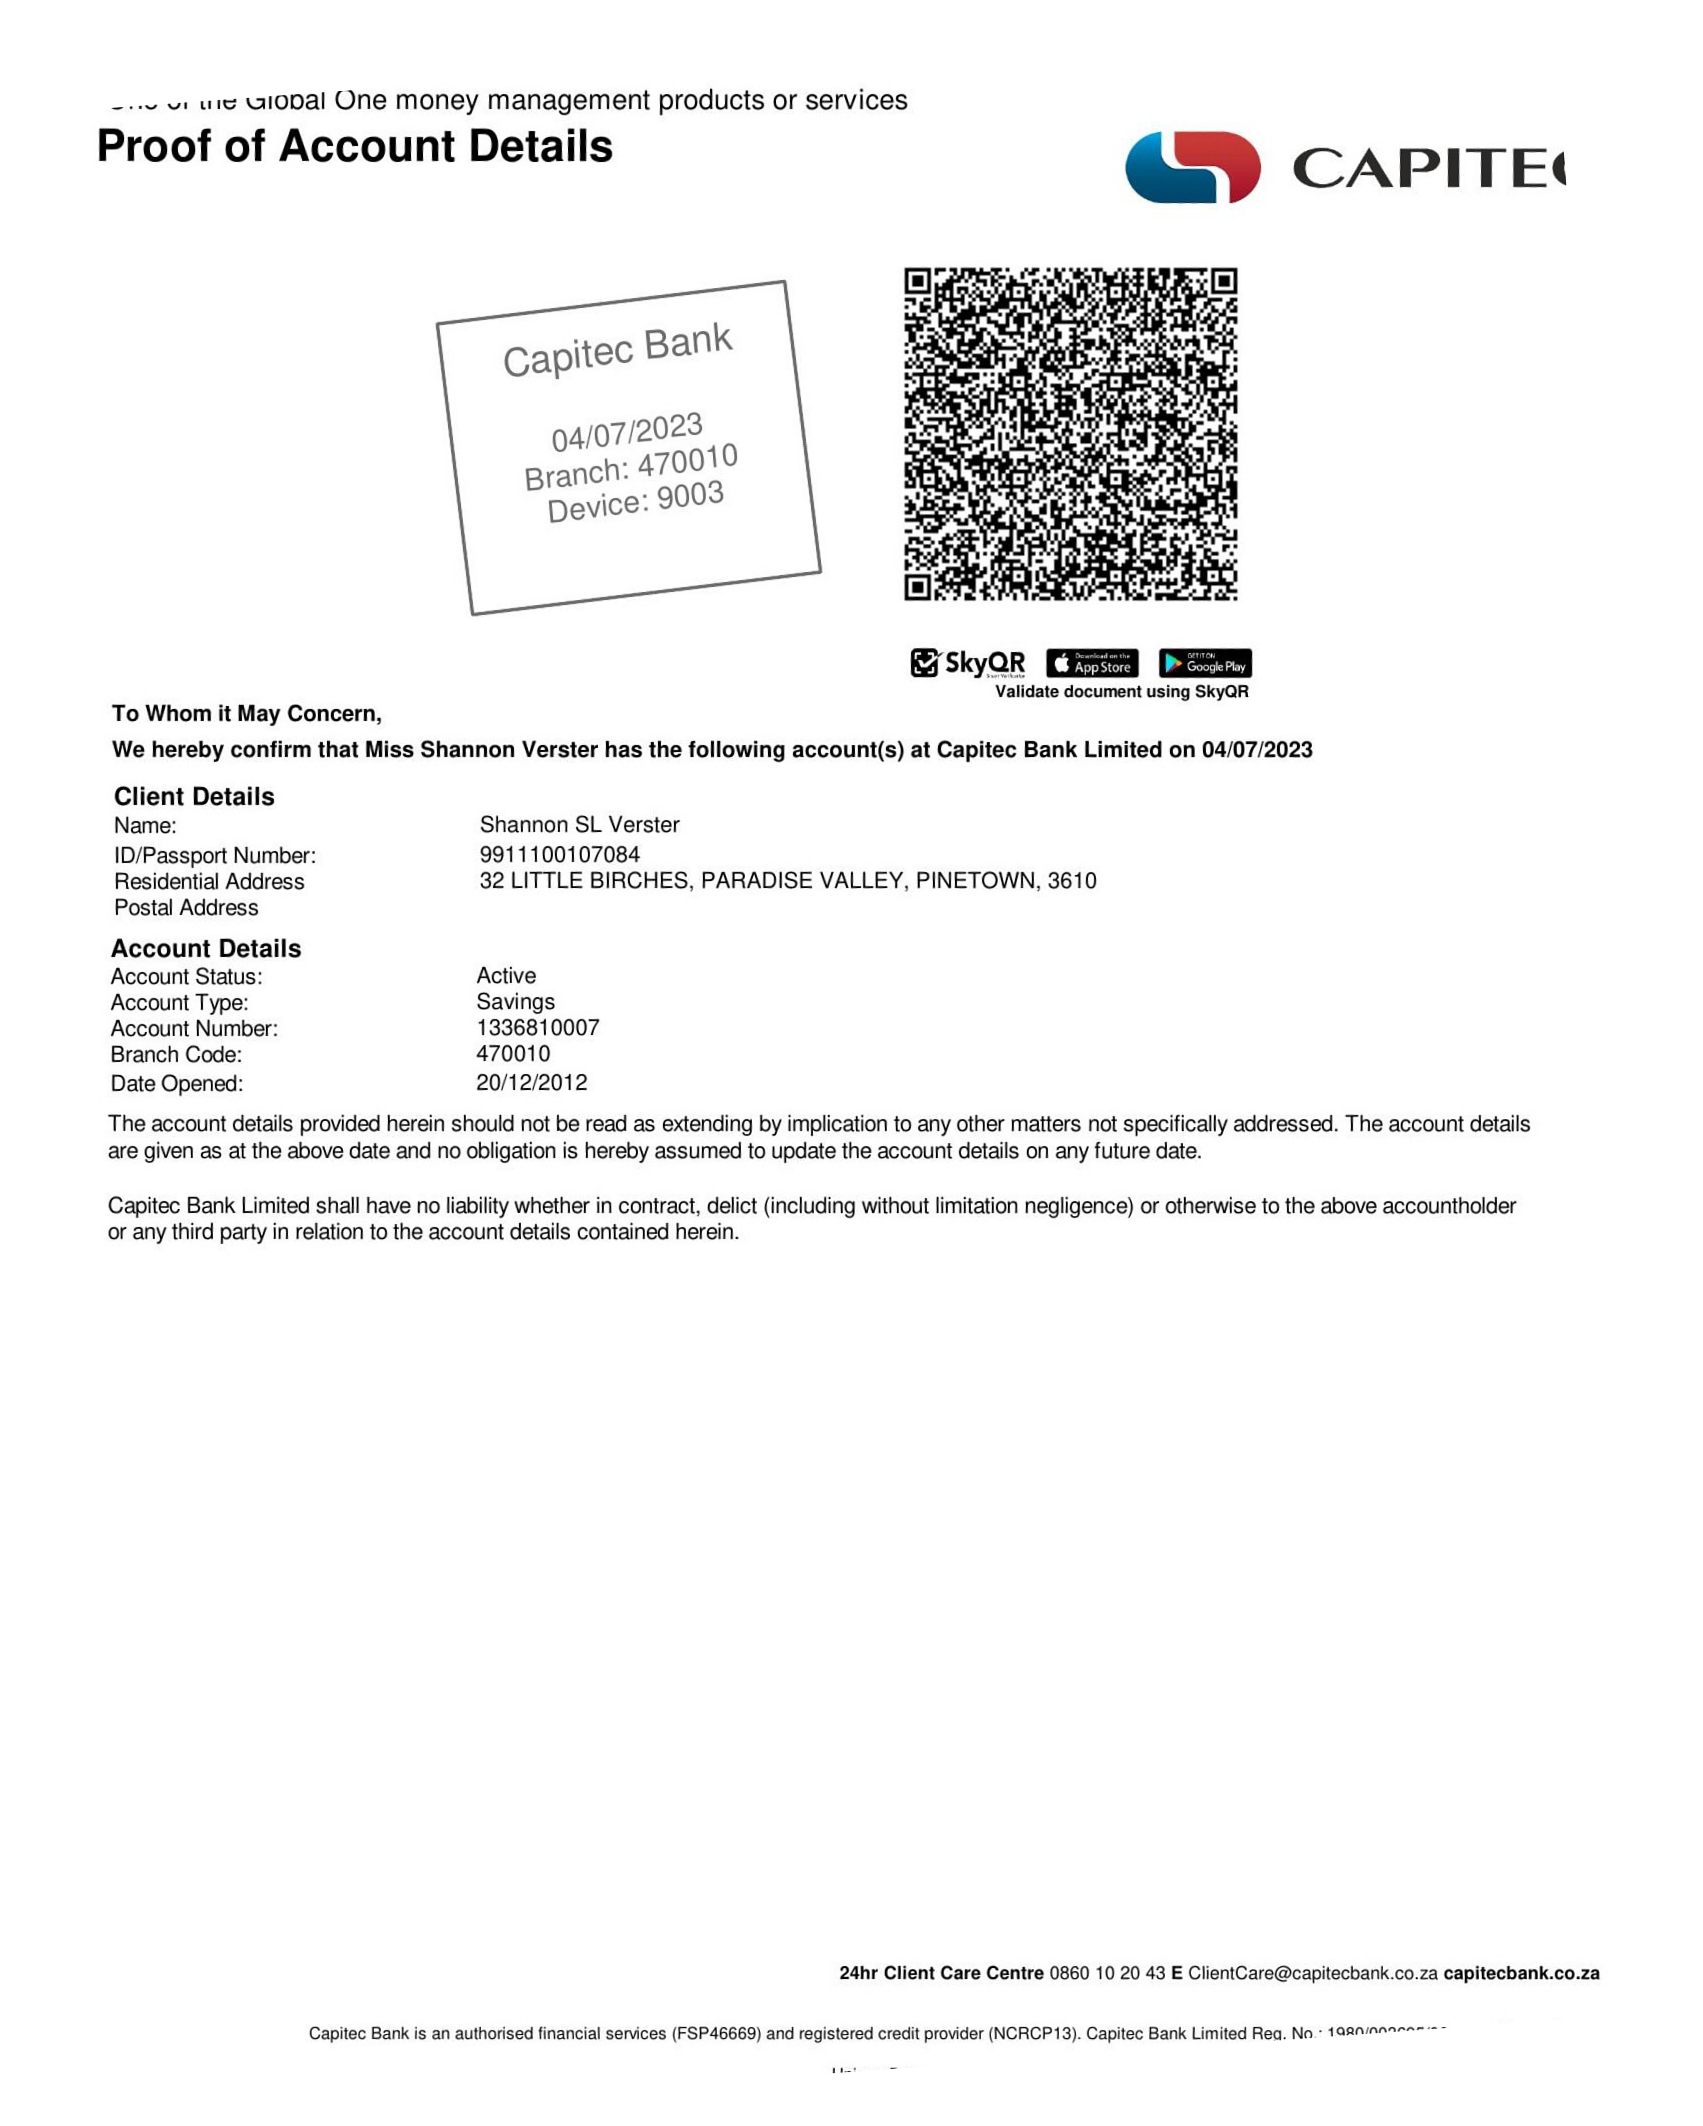 of the Global One money management products or services
Proof of Account Details
CAPITEC
Capitec Bank
04/07/2023
Branch: 470010
Device: 9003
SkyQR
Download on the
App Store
GET IT ON
Google Play
Validate document using SkyQR
To Whom it May Concern,
We hereby confirm that Miss Shannon Verster has the following account(s) at Capitec Bank Limited on 04/07/2023
Client Details
Name: Shannon SL Verster
ID/Passport Number: 9911100107084
Residential Address 32 LITTLE BIRCHES, PARADISE VALLEY, PINETOWN, 3610
Postal Address
Account Details
Account Status: Active
Account Type: Savings
Account Number: 1336810007
Branch Code: 470010
Date Opened: 20/12/2012
The account details provided herein should not be read as extending by implication to any other matters not specifically addressed. The account details
are given as at the above date and no obligation is hereby assumed to update the account details on any future date.
Capitec Bank Limited shall have no liability whether in contract, delict (including without limitation negligence) or otherwise to the above accountholder
or any third party in relation to the account details contained herein.
24hr Client Care Centre 0860 10 20 43 E ClientCare@capitecbank.co.za capitecbank.co.za
Capitec Bank is an authorised financial services (FSP46669) and registered credit provider (NCRCP13). Capitec Bank Limited Reg. No.: